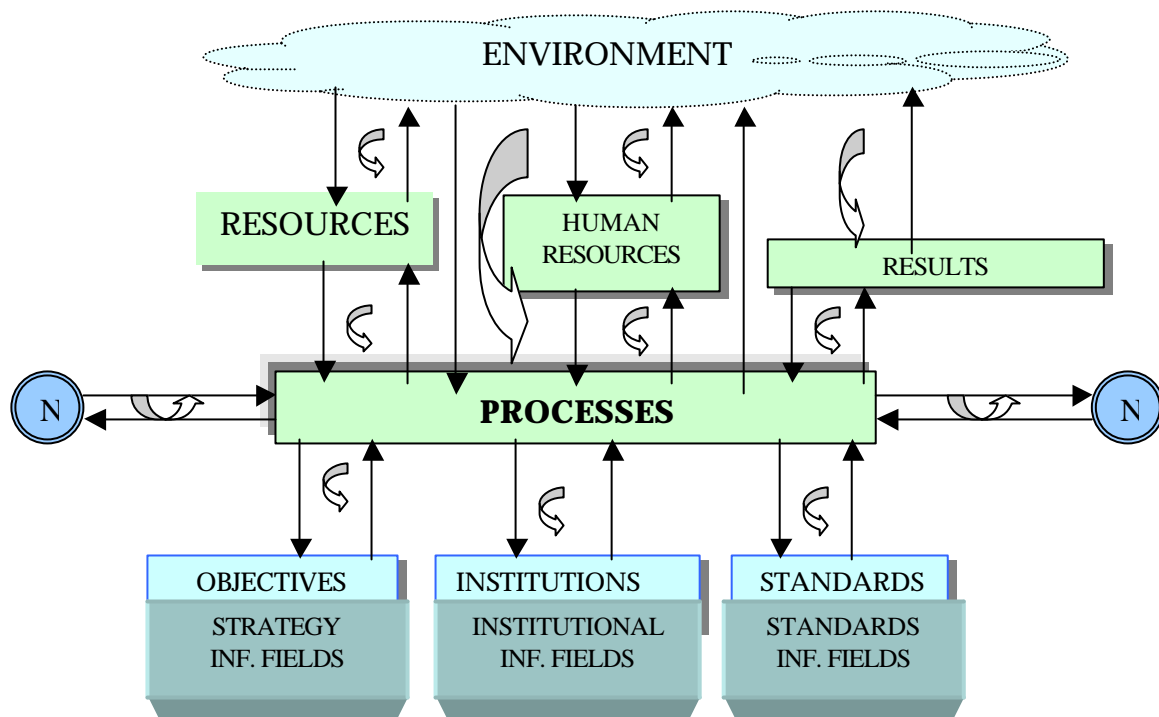 ENVIRONMENT
RESOURCES
HUMAN
RESOURCES
RESULTS
N
PROCESSES
N
OBJECTIVES
STRATEGY
INF. FIELDS
INSTITUTIONS
INSTITUTIONAL
INF. FIELDS
STANDARDS
STANDARDS
INF. FIELDS